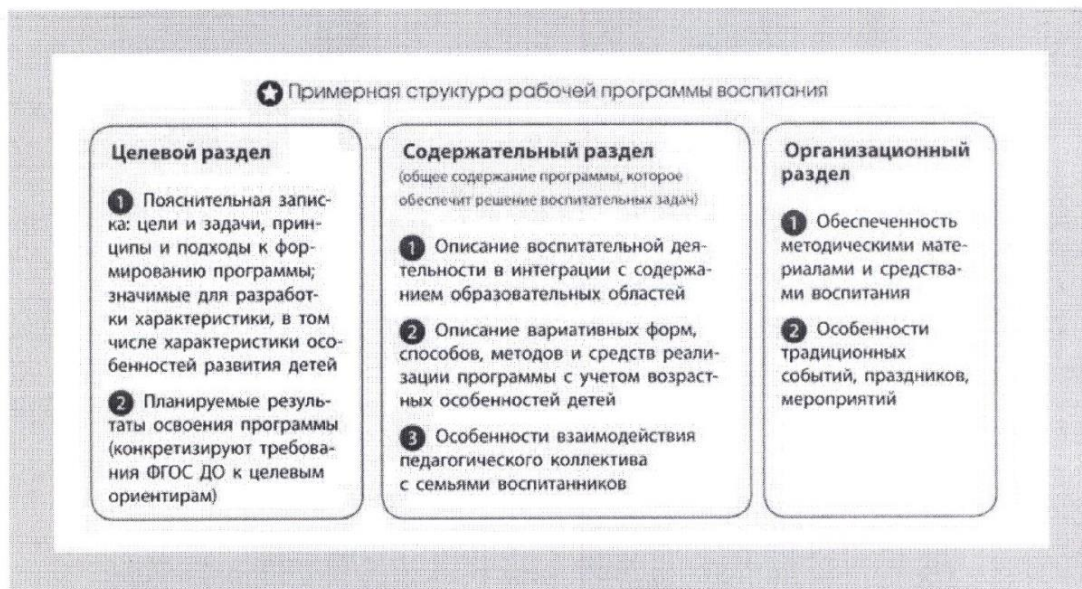 Примерная структура рабочей программы воспитания
Целевой раздел
1 Пояснительная запис-
ка: цели и задачи, прин-
ципы и подходы к фор-
мированию программы;
значимые для разработ-
ки характеристики, в том
числе характеристики осо-
бенностей развития детей
2 Планируемые резуль-
таты освоения программы
(конкретизируют требова-
ния ФГОС ДО к целевым
ориентирам)
Содержательный раздел
(общее содержание программы, которое
обеспечит решение воспитательных задач)
1 Описание воспитательной дея-
тельности в интеграции с содержа-
нием образовательных областей
2 Описание вариативных форм,
способов, методов и средств реали-
зации программы с учетом возраст-
ных особенностей детей
3 Особенности взаимодействия
педагогического коллектива
с семьями воспитанников
Организационный
раздел
1 Обеспеченность
методическими мате-
риалами и средства-
ми воспитания
2 Особенности
традиционных
событий, праздников,
мероприятий